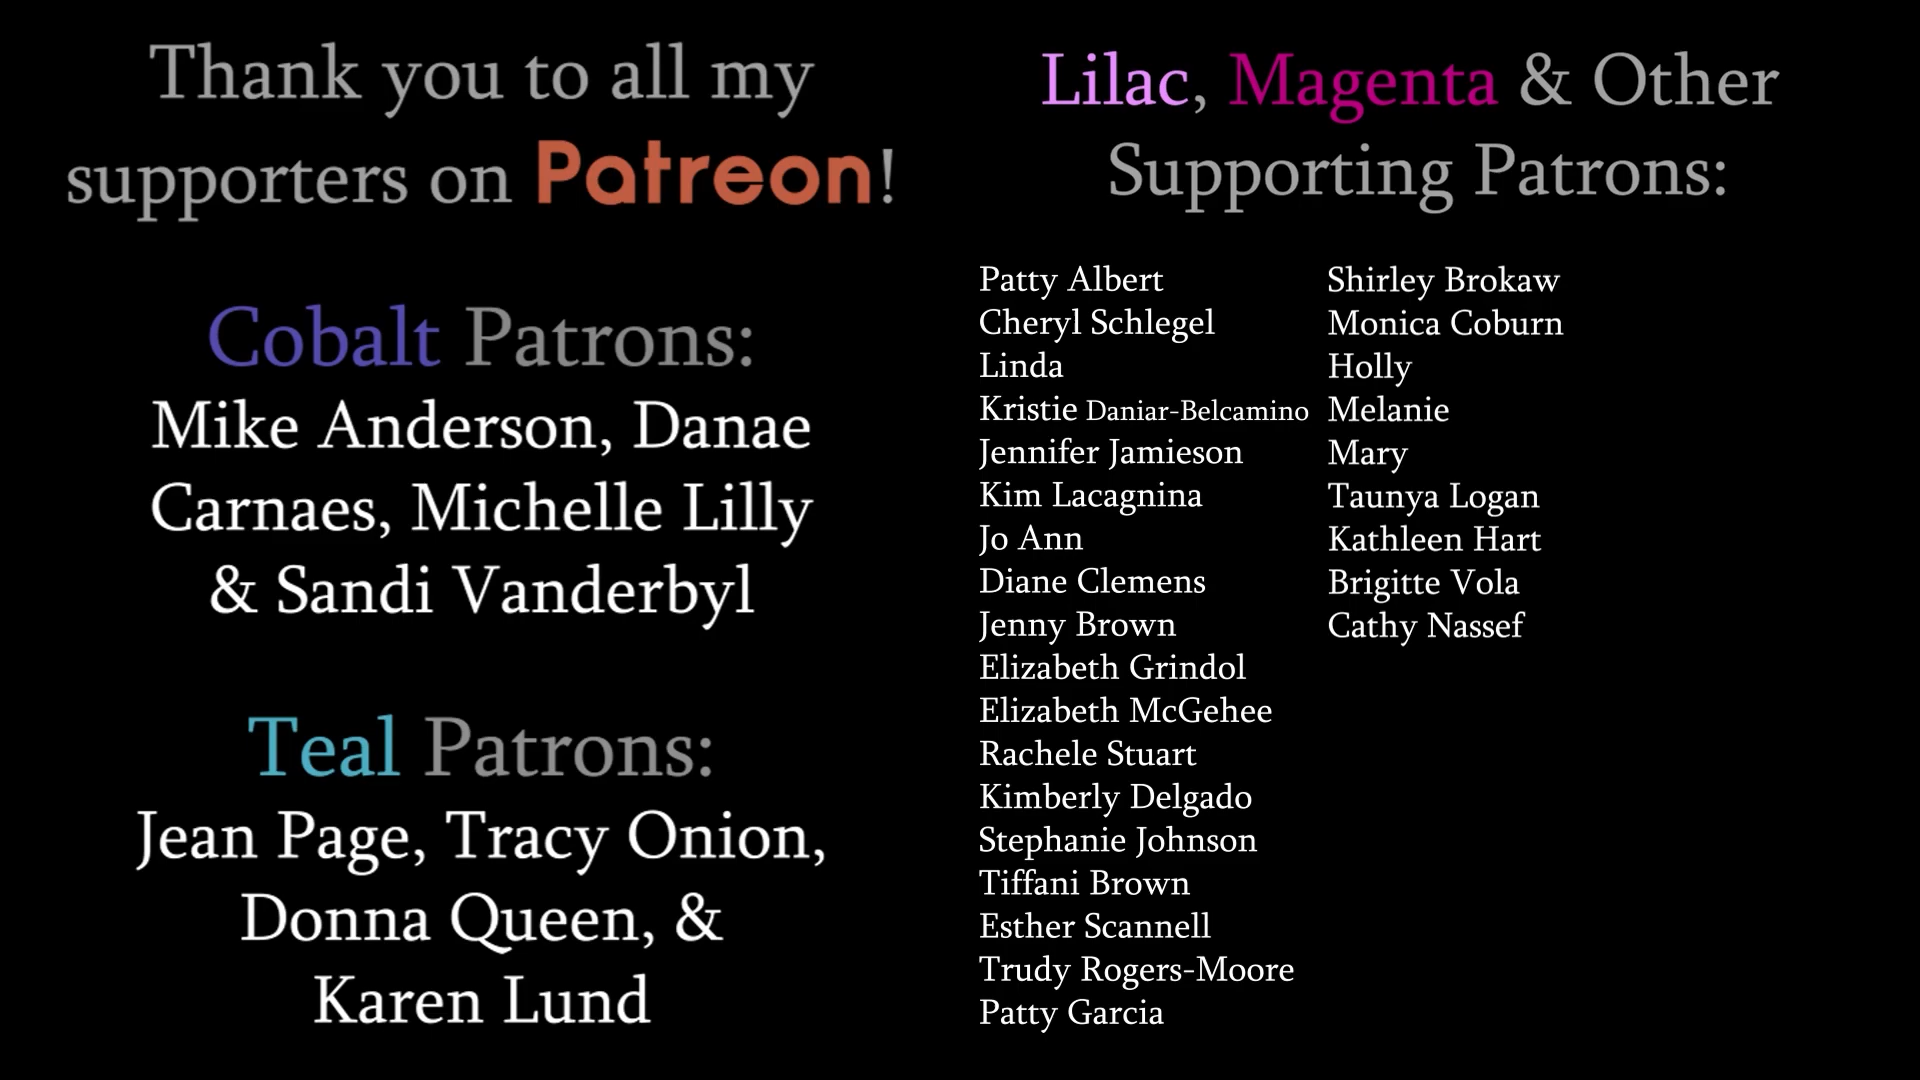 Thank you to all my
supporters on Patreon!
Cobalt Patrons:
Mike Anderson, Danae
Carnaes, Michelle Lilly
& Sandi Vanderbyl
Teal Patrons:
Jean Page, Tracy Onion,
Donna Queen, &
Karen Lund
Lilac, Magenta & Other
Supporting Patrons:
Patty Albert
Cheryl Schlegel
Linda
Kristie Daniar-Belcamino
Jennifer Jamieson
Kim Lacagnina
Jo Ann
Diane Clemens
Jenny Brown
Elizabeth Grindol
Elizabeth McGehee
Rachele Stuart
Kimberly Delgado
Stephanie Johnson
Tiffani Brown
Esther Scannell
Trudy Rogers-Moore
Patty Garcia
Shirley Brokaw
Monica Coburn
Holly
Melanie
Mary
Taunya Logan
Kathleen Hart
Brigitte Vola
Cathy Nassef